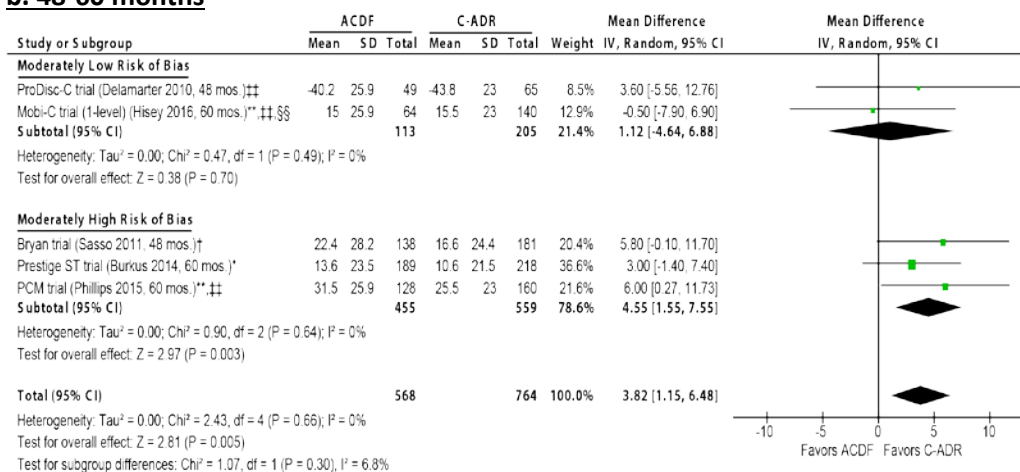 b. 48-60 months
ACDF C-ADR Mean Difference Mean Difference
Study or Subgroup Mean SD Total Mean SD Total Weight IV, Random, 95% CI IV, Random, 95% CI
Moderately Low Risk of Bias
ProDisc-C trial (Delamarter 2010, 48 mos.)‡‡ -40.2 25.9 49 -43.8 23 65 8.5% 3.60 [-5.56, 12.76]
Mobi-C trial (1-level) (Hisey 2016, 60 mos.)**,‡‡,§§ 15 25.9 64 15.5 23 140 12.9% -0.50 [-7.90, 6.90]
Subtotal (95% CI) 113 205 21.4% 1.12 [-4.64, 6.88]
Heterogeneity: Tau² = 0.00; Chi² = 0.47, df = 1 (P = 0.49); I² = 0%
Test for overall effect: Z = 0.38 (P = 0.70)
Moderately High Risk of Bias
Bryan trial (Sasso 2011, 48 mos.)† 22.4 28.2 138 16.6 24.4 181 20.4% 5.80 [-0.10, 11.70]
Prestige ST trial (Burkus 2014, 60 mos.)* 13.6 23.5 189 10.6 21.5 218 36.6% 3.00 [-1.40, 7.40]
PCM trial (Phillips 2015, 60 mos.)**,‡‡ 31.5 25.9 128 25.5 23 160 21.6% 6.00 [0.27, 11.73]
Subtotal (95% CI) 455 559 78.6% 4.55 [1.55, 7.55]
Heterogeneity: Tau² = 0.00; Chi² = 0.90, df = 2 (P = 0.64); I² = 0%
Test for overall effect: Z = 2.97 (P = 0.003)
Total (95% CI) 568 764 100.0% 3.82 [1.15, 6.48]
Heterogeneity: Tau² = 0.00; Chi² = 2.43, df = 4 (P = 0.66); I² = 0%
Test for overall effect: Z = 2.81 (P = 0.005)
Test for subgroup differences: Chi² = 1.07, df = 1 (P = 0.30), I² = 6.8%
-10 -5 0 5 10
Favors ACDF Favors C-ADR